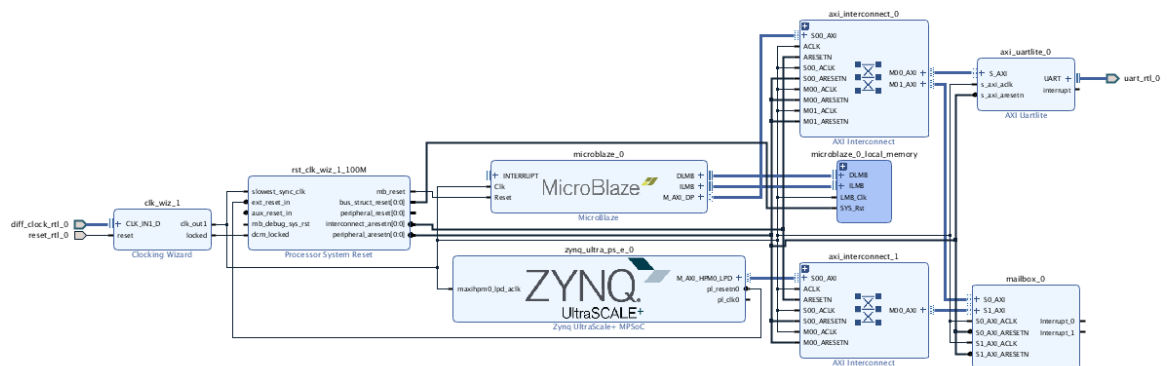 axi_interconnect_0
S00_AXI
ACLK
ARESETN
S00_ACLK
S00_ARESETN
M00_ACLK
M00_ARESETN
M01_ACLK
M01_ARESETN
M00_AXI
M01_AXI
AXI Interconnect
axi_uartlite_0
S_AXI
s_axi_aclk
s_axi_aresetn
UART
interrupt
AXI Uartlite
uart_rtl_0
microblaze_0_local_memory
DLMB
ILMB
LMB_Clk
SYS_Rst
microblaze_0
INTERRUPT
Clk
Reset
MicroBlaze
DLMB
ILMB
M_AXI_DP
MicroBlaze
rst_clk_wiz_1_100M
slowest_sync_clk
ext_reset_in
aux_reset_in
mb_debug_sys_rst
dcm_locked
mb_reset
bus_struct_reset[0:0]
peripheral_reset[0:0]
interconnect_aresetn[0:0]
peripheral_aresetn[0:0]
Processor System Reset
clk_wiz_1
diff_clock_rtl_0
reset_rtl_0
CLK_IN1_D
reset
clk_out1
locked
Clocking Wizard
zynq_ultra_ps_e_0
maxihpm0_lpd_aclk
ZYNQ
UltraSCALE+
M_AXI_HPM0_LPD
pl_resetn0
pl_clk0
Zynq UltraScale+ MPSoC
axi_interconnect_1
S00_AXI
ACLK
ARESETN
S00_ACLK
S00_ARESETN
M00_ACLK
M00_ARESETN
M00_AXI
AXI Interconnect
mailbox_0
S0_AXI
S1_AXI
S0_AXI_ACLK
S0_AXI_ARESETN
S1_AXI_ACLK
S1_AXI_ARESETN
Interrupt_0
Interrupt_1